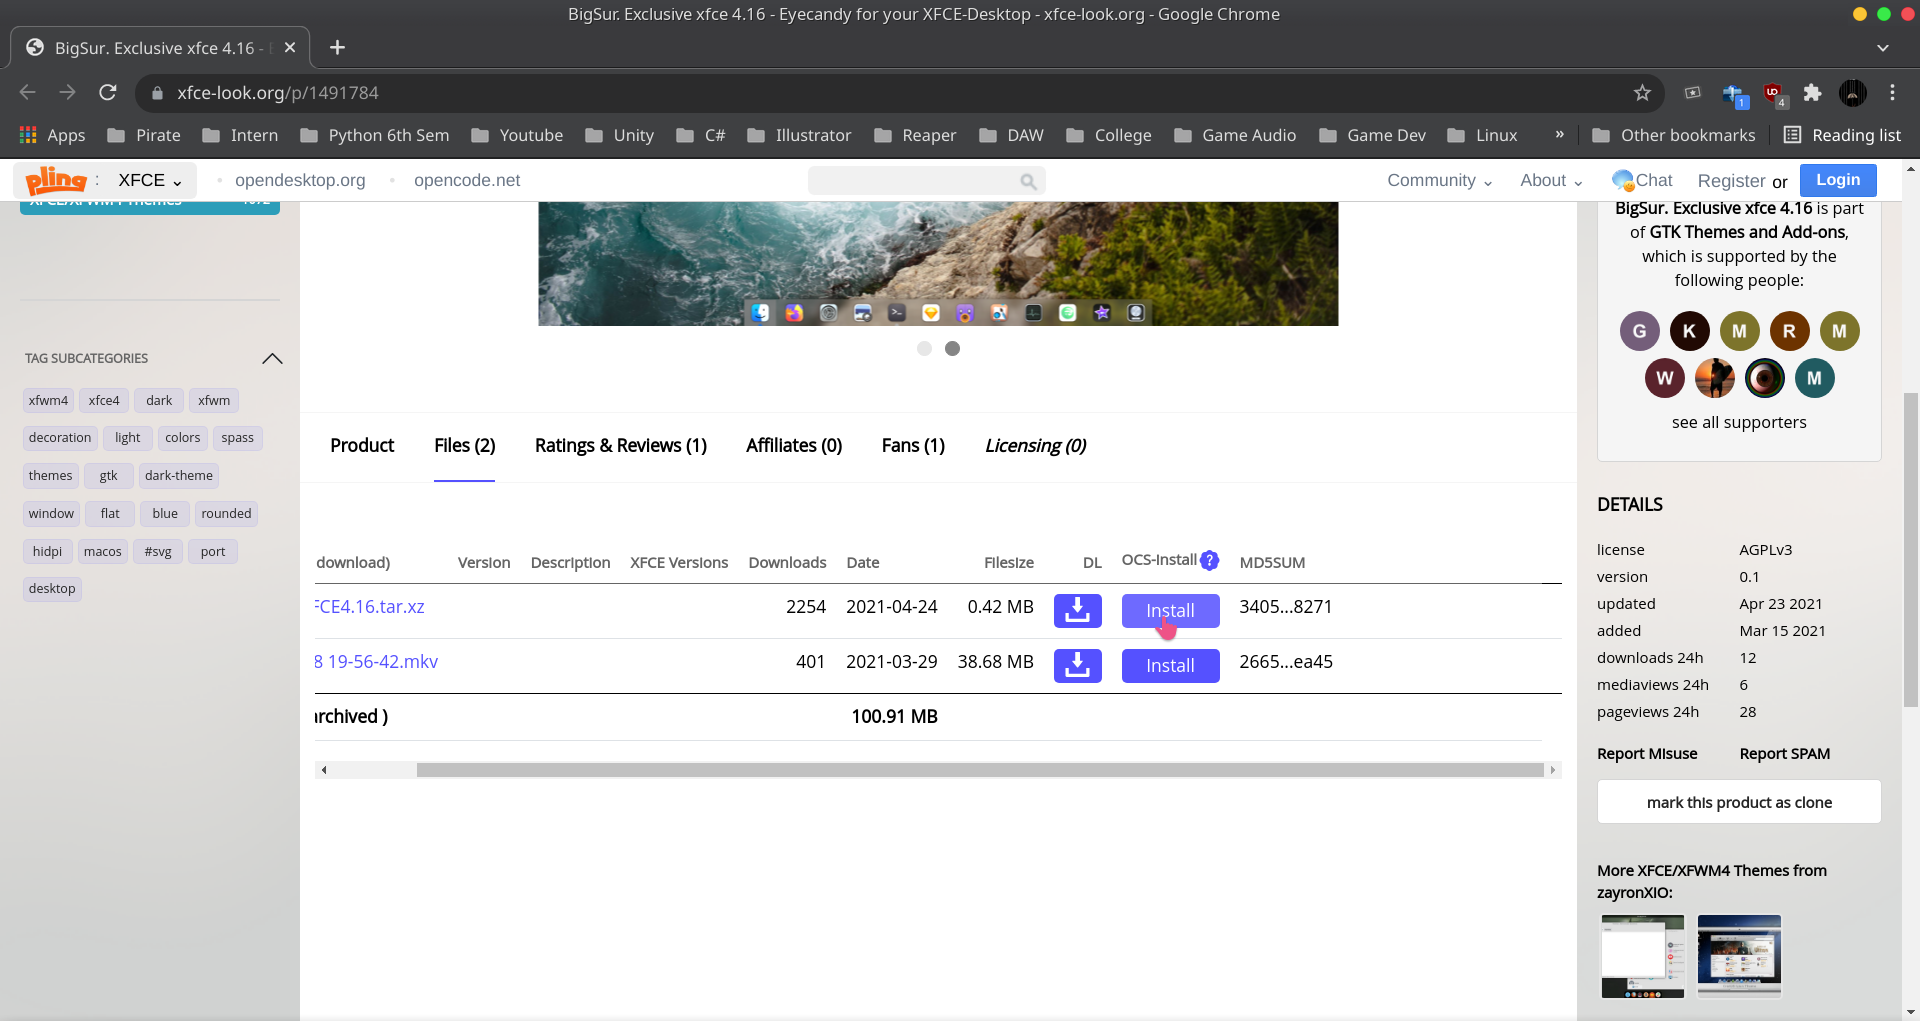 BigSur. Exclusive xfce 4.16 - Eyecandy for your XFCE-Desktop - xfce-look.org - Google Chrome
BigSur. Exclusive xfce 4.16 -
xfce-look.org/p/1491784
1
4
Apps
Pirate
Intern
Python 6th Sem
Youtube
Unity
C#
Illustrator
Reaper
DAW
College
Game Audio
Game Dev
Linux
»
Other bookmarks
Reading list
pling
:
XFCE
opendesktop.org
opencode.net
Community
About
Chat
Register or
Login
XFCE/XFWM4 Themes
TAG SUBCATEGORIES
xfwm4
xfce4
dark
xfwm
decoration
light
colors
spass
themes
gtk
dark-theme
window
flat
blue
rounded
hidpi
macos
#svg
port
desktop
Product
Files (2)
Ratings & Reviews (1)
Affiliates (0)
Fans (1)
Licensing (0)
download)
Version
Description
XFCE Versions
Downloads
Date
Filesize
DL
OCS-Install ?
MD5SUM
FCE4.16.tar.xz
2254
2021-04-24
0.42 MB
Install
3405...8271
8 19-56-42.mkv
401
2021-03-29
38.68 MB
Install
2665...ea45
archived )
100.91 MB
BigSur. Exclusive xfce 4.16 is part
of GTK Themes and Add-ons,
which is supported by the
following people:
G
K
M
R
M
W
M
see all supporters
DETAILS
license AGPLv3
version 0.1
updated Apr 23 2021
added Mar 15 2021
downloads 24h 12
mediaviews 24h 6
pageviews 24h 28
Report Misuse
Report SPAM
mark this product as clone
More XFCE/XFWM4 Themes from
zayronXIO: